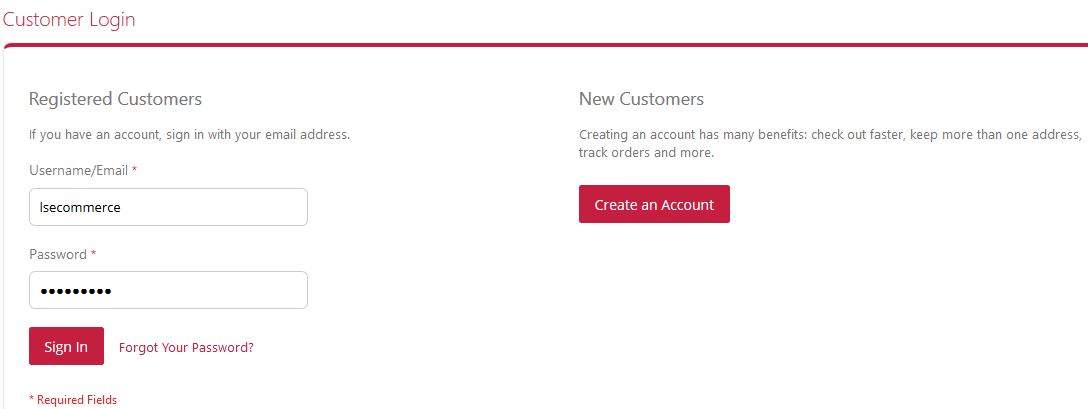 Customer Login
Registered Customers
If you have an account, sign in with your email address.
Username/Email *
lsecommerce
Password *
•••••••••
Sign In
Forgot Your Password?
* Required Fields
New Customers
Creating an account has many benefits: check out faster, keep more than one address,
track orders and more.
Create an Account